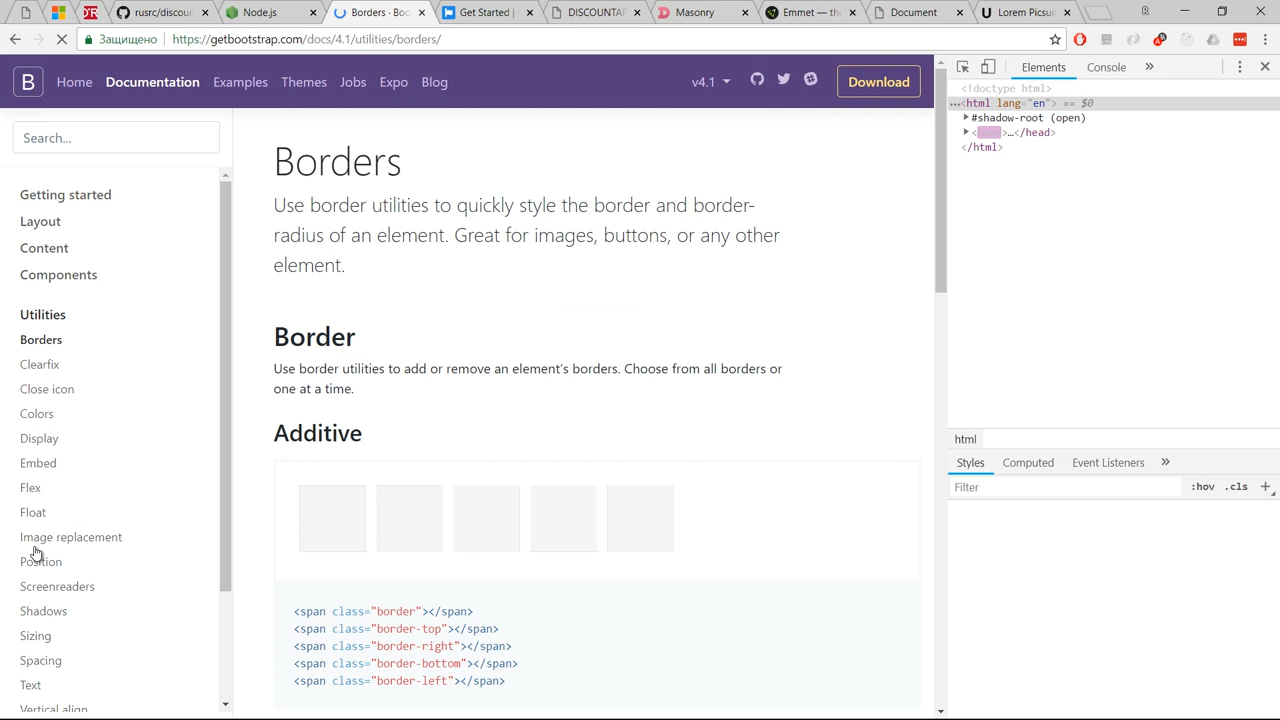 rusrc/discoun
Node.js
Borders · Boo
Get Started |
DISCOUNTAF
Masonry
Emmet — the
Document
Lorem Picsun
Защищено
https://getbootstrap.com/docs/4.1/utilities/borders/
B
Home
Documentation
Examples
Themes
Jobs
Expo
Blog
v4.1
Download
Search...
Getting started
Layout
Content
Components
Utilities
Borders
Clearfix
Close icon
Colors
Display
Embed
Flex
Float
Image replacement
Position
Screenreaders
Shadows
Sizing
Spacing
Text
Vertical align
Borders
Use border utilities to quickly style the border and border-
radius of an element. Great for images, buttons, or any other
element.
Border
Use border utilities to add or remove an element's borders. Choose from all borders or
one at a time.
Additive
<span class="border"></span>
<span class="border-top"></span>
<span class="border-right"></span>
<span class="border-bottom"></span>
<span class="border-left"></span>
Elements
Console
<!doctype html>
…<html lang="en"> == $0
#shadow-root (open)
<…</head>
</html>
html
Styles
Computed
Event Listeners
Filter
:hov
.cls